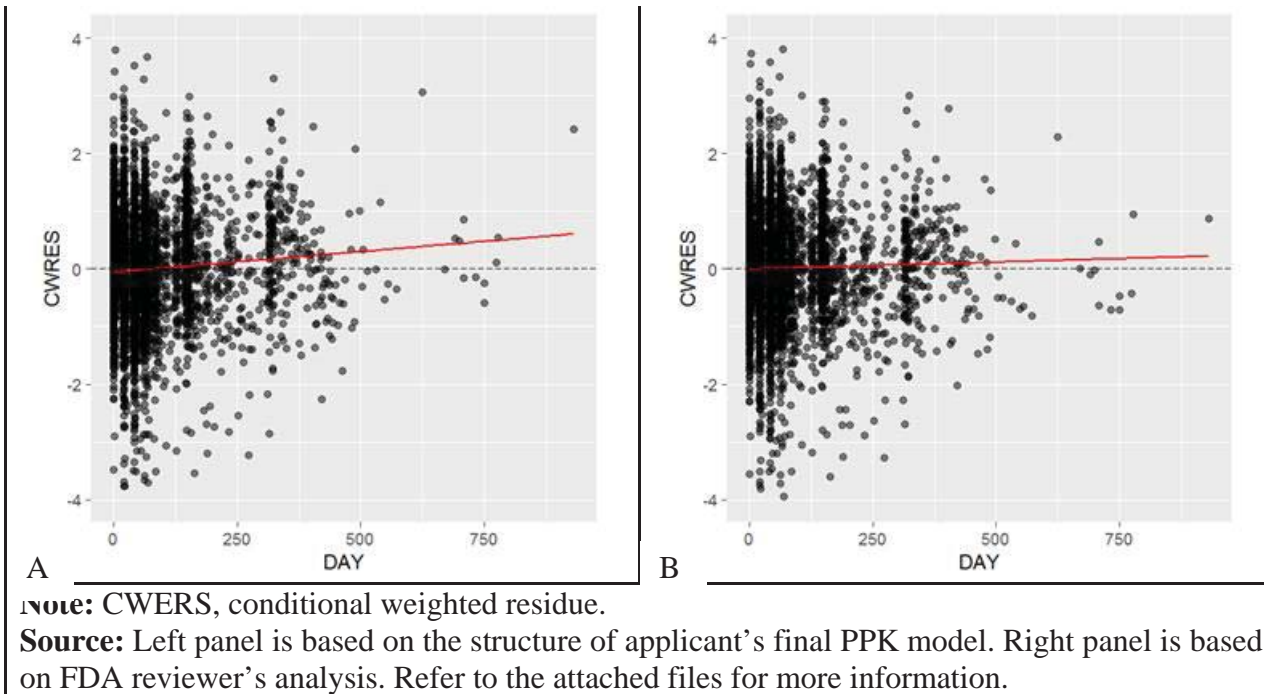 4
2
0
-2
-4
CWRES
0
250
500
750
DAY
A
4
2
0
-2
-4
CWRES
0
250
500
750
DAY
B
Note: CWERS, conditional weighted residue.
Source: Left panel is based on the structure of applicant's final PPK model. Right panel is based
on FDA reviewer's analysis. Refer to the attached files for more information.